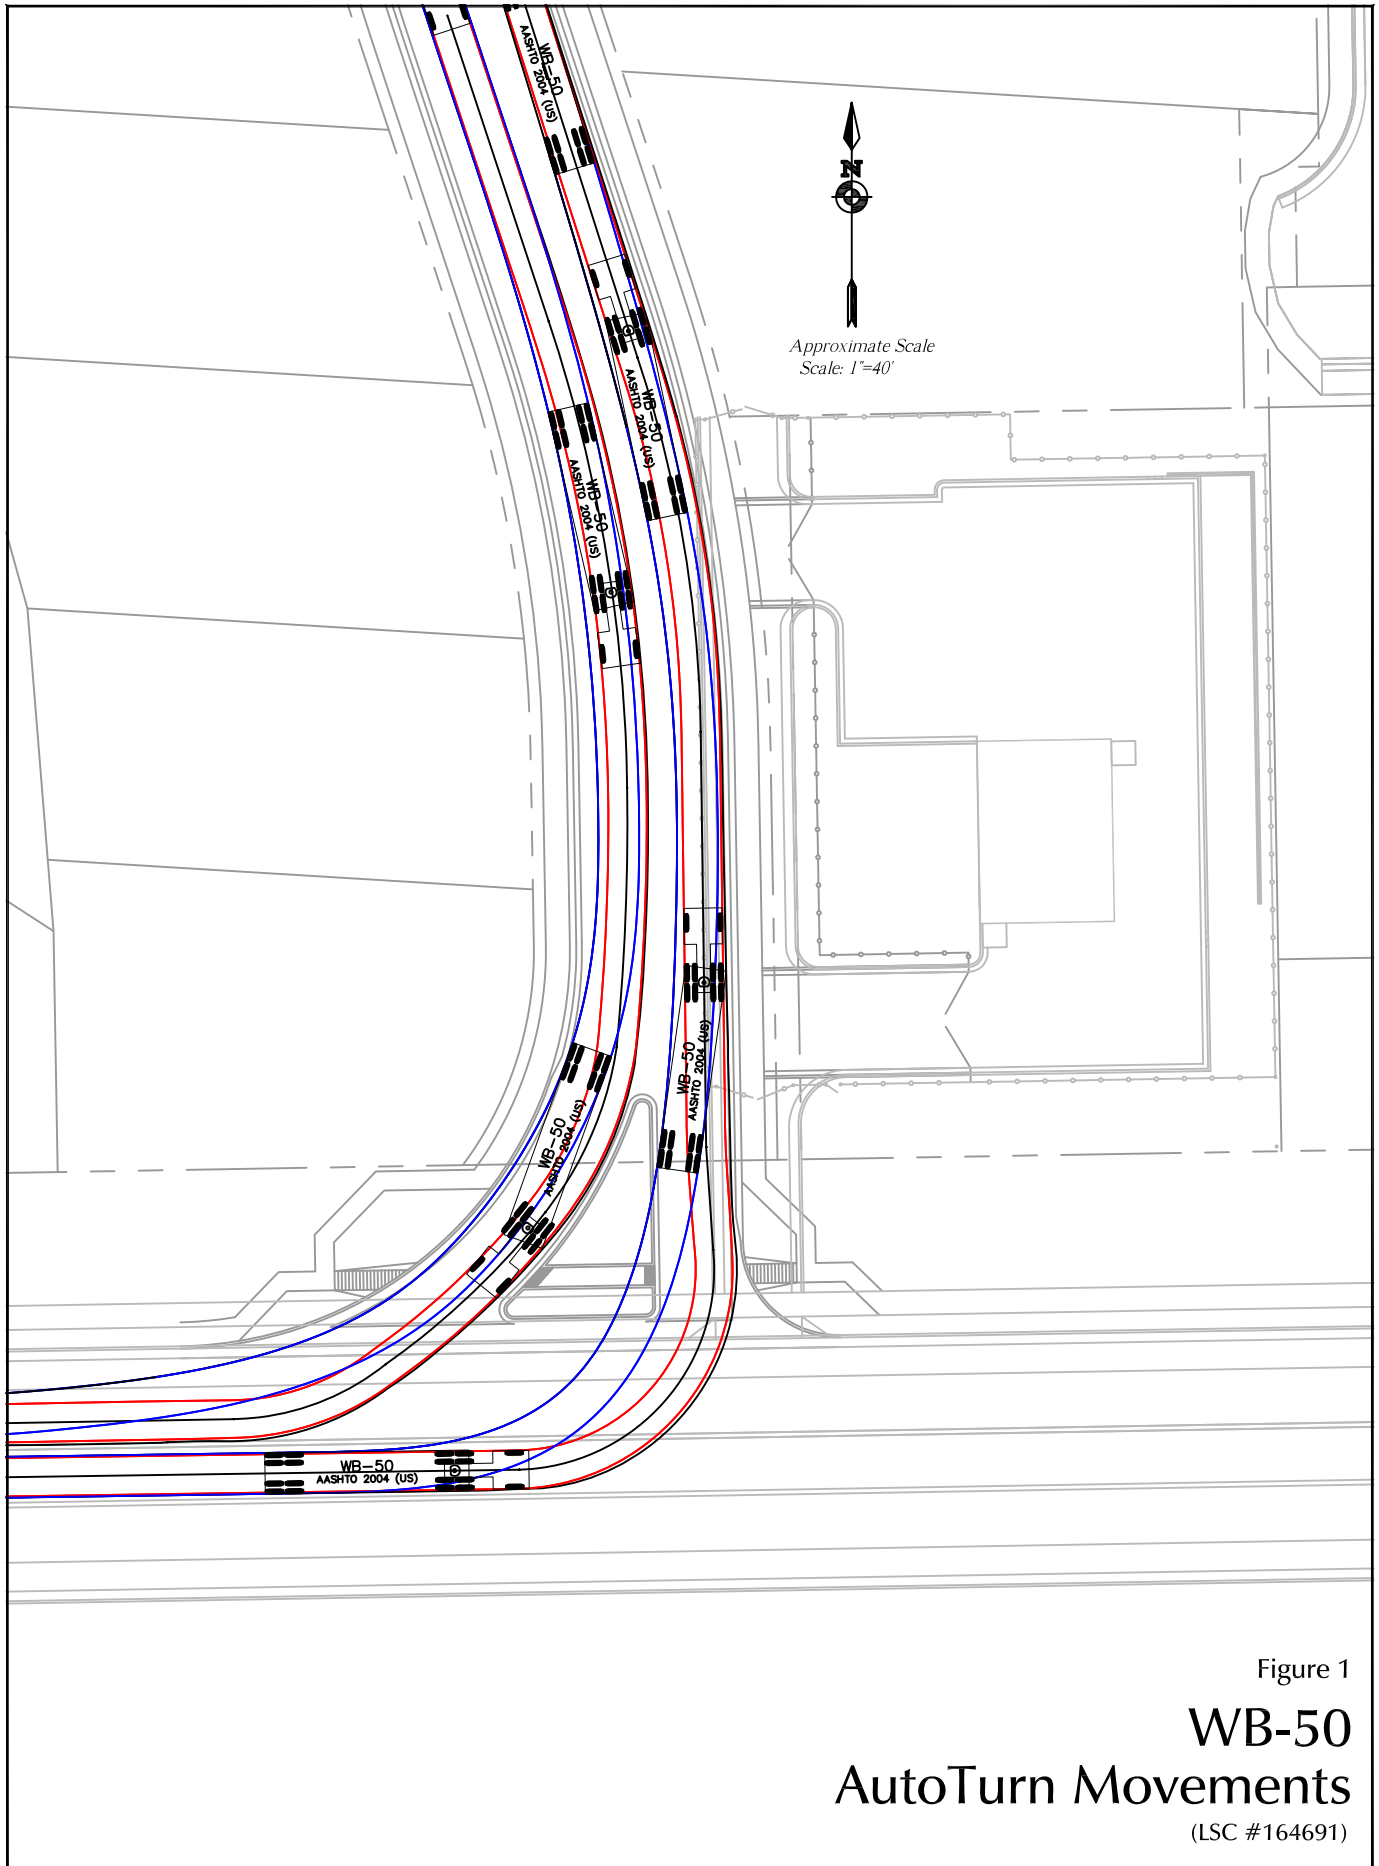 WB-50
AASHTO 2004 (US)
N
Approximate Scale
Scale: 1"=40'
WB-50
AASHTO 2004 (US)
WB-50
AASHTO 2004 (US)
WB-50
AASHTO 2004 (US)
WB-50
AASHTO 2004 (US)
WB-50
AASHTO 2004 (US)
Figure 1
WB-50
AutoTurn Movements
(LSC #164691)